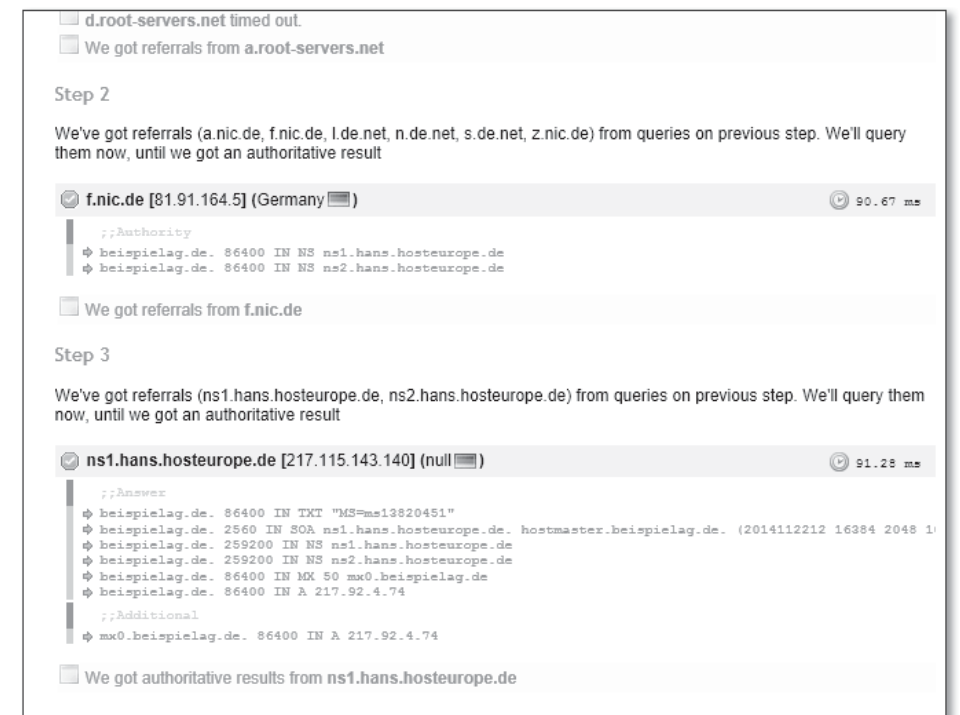 d.root-servers.net timed out.
We got referrals from a.root-servers.net
Step 2
We've got referrals (a.nic.de, f.nic.de, l.de.net, n.de.net, s.de.net, z.nic.de) from queries on previous step. We'll query
them now, until we got an authoritative result
f.nic.de [81.91.164.5] (Germany) 90.67 ms
;;Authority
beispielag.de. 86400 IN NS ns1.hans.hosteurope.de
beispielag.de. 86400 IN NS ns2.hans.hosteurope.de
We got referrals from f.nic.de
Step 3
We've got referrals (ns1.hans.hosteurope.de, ns2.hans.hosteurope.de) from queries on previous step. We'll query them
now, until we got an authoritative result
ns1.hans.hosteurope.de [217.115.143.140] (null) 91.28 ms
;;Answer
beispielag.de. 86400 IN TXT "MS=ms13820451"
beispielag.de. 2560 IN SOA ns1.hans.hosteurope.de. hostmaster.beispielag.de. (2014112212 16384 2048
beispielag.de. 259200 IN NS ns1.hans.hosteurope.de
beispielag.de. 259200 IN NS ns2.hans.hosteurope.de
beispielag.de. 86400 IN MX 50 mx0.beispielag.de
beispielag.de. 86400 IN A 217.92.4.74
;;Additional
mx0.beispielag.de. 86400 IN A 217.92.4.74
We got authoritative results from ns1.hans.hosteurope.de